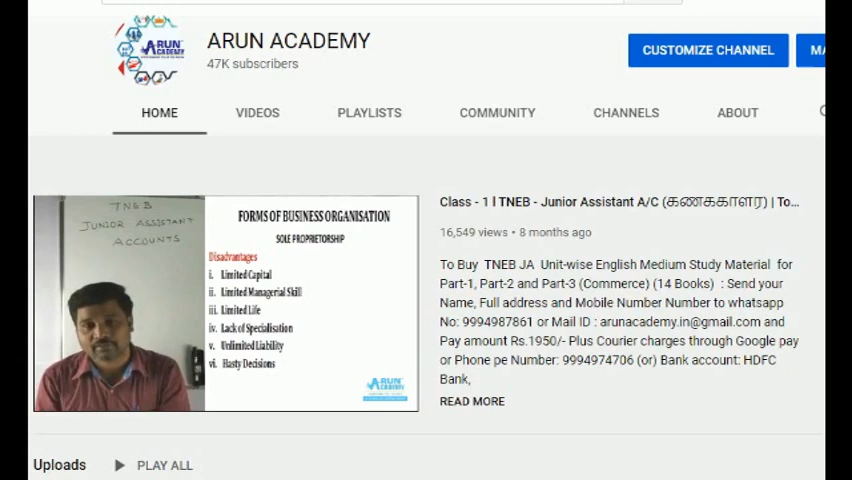 ARUN ACADEMY
47K subscribers
CUSTOMIZE CHANNEL
MA
HOME
VIDEOS
PLAYLISTS
COMMUNITY
CHANNELS
ABOUT
TNEB
JUNIOR ASSISTANT
ACCOUNTS
FORMS OF BUSINESS ORGANISATION
SOLE PROPRIETORSHIP
Disadvantages
i. Limited Capital
ii. Limited Managerial Skill
iii. Limited Life
iv. Lack of Specialisation
v. Unlimited Liability
vi. Hasty Decisions
ARUN
ACADEMY
Class - 1 l TNEB - Junior Assistant A/C (கணக்காளர்) | To...
16,549 views • 8 months ago
To Buy TNEB JA Unit-wise English Medium Study Material for
Part-1, Part-2 and Part-3 (Commerce) (14 Books) : Send your
Name, Full address and Mobile Number Number to whatsapp
No: 9994987861 or Mail ID : arunacademy.in@gmail.com and
Pay amount Rs.1950/- Plus Courier charges through Google pay
or Phone pe Number: 9994974706 (or) Bank account: HDFC
Bank,
READ MORE
Uploads
PLAY ALL